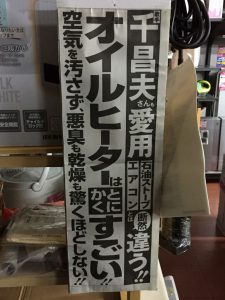 歌手
千昌夫さんも愛用
石油ストーブ
エアコンとは
断然
違う!!
オイルヒーターはとにかくすごい!!
空気を汚さず、悪臭も乾燥も驚くほどしない!!